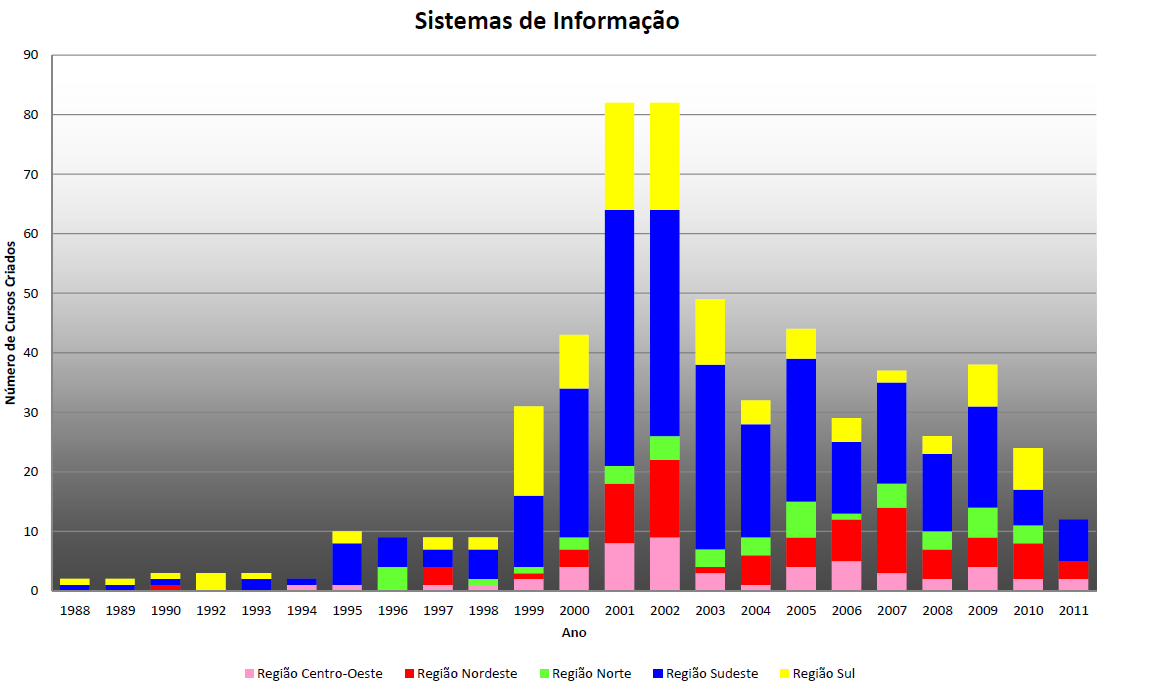 Sistemas de Informação
90
80
70
60
50
40
30
20
10
0
Número de Cursos Criados
1988 1989 1990 1992 1993 1994 1995 1996 1997 1998 1999 2000 2001 2002 2003 2004 2005 2006 2007 2008 2009 2010 2011
Ano
Região Centro-Oeste Região Nordeste Região Norte Região Sudeste Região Sul